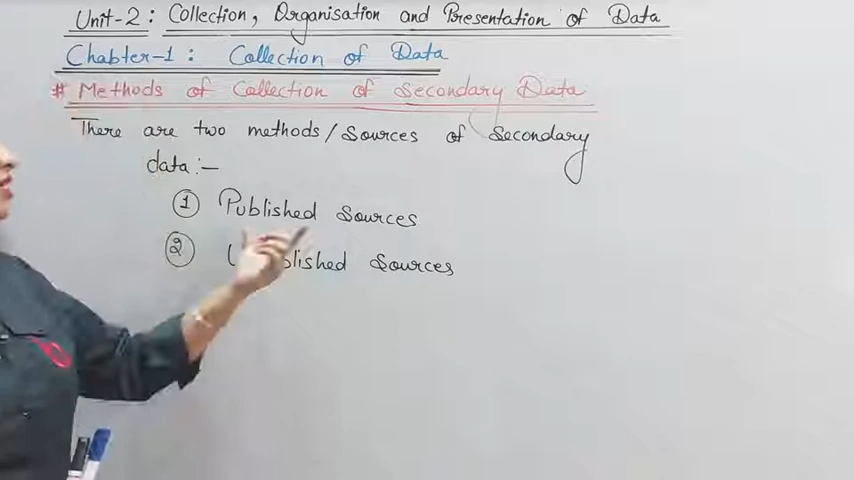 Unit-2: Collection, Organisation and Presentation of Data
Chapter-1: Collection of Data
# Methods of Collection of Secondary Data
There are two methods/Sources of Secondary
data:-
① Published Sources
② Sources